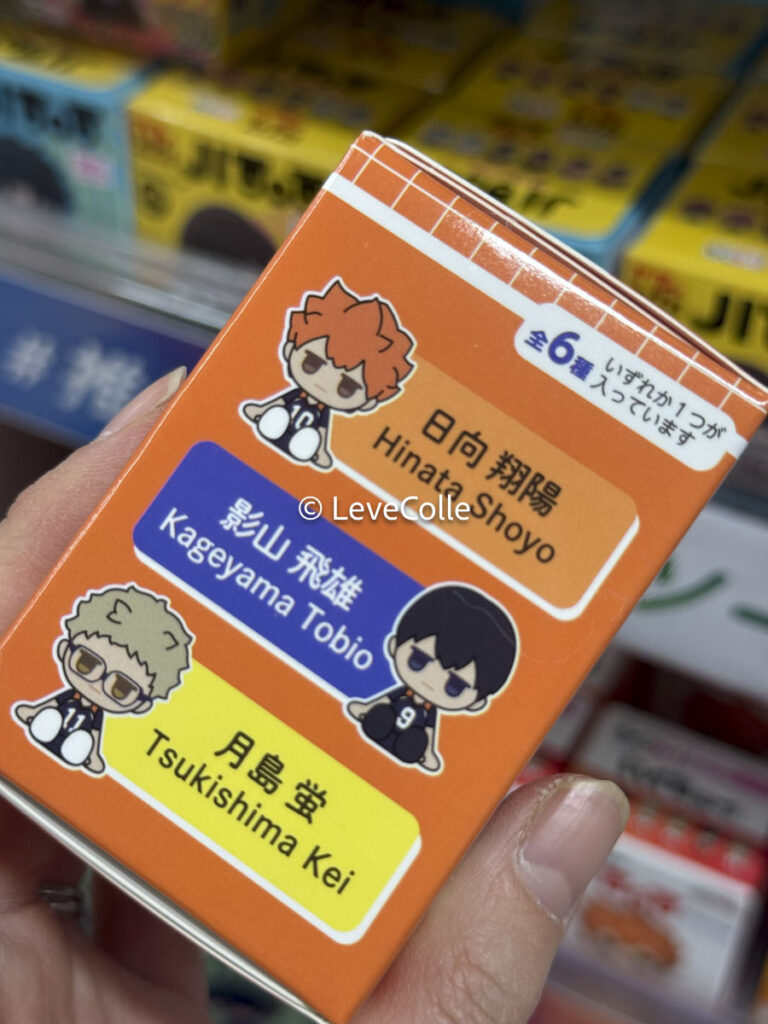 全6種 いずれか1つが
入っています
10
日向 翔陽
Hinata Shoyo
© LeveColle
影山 飛雄
Kageyama Tobio
9
11
月島 蛍
Tsukishima Kei